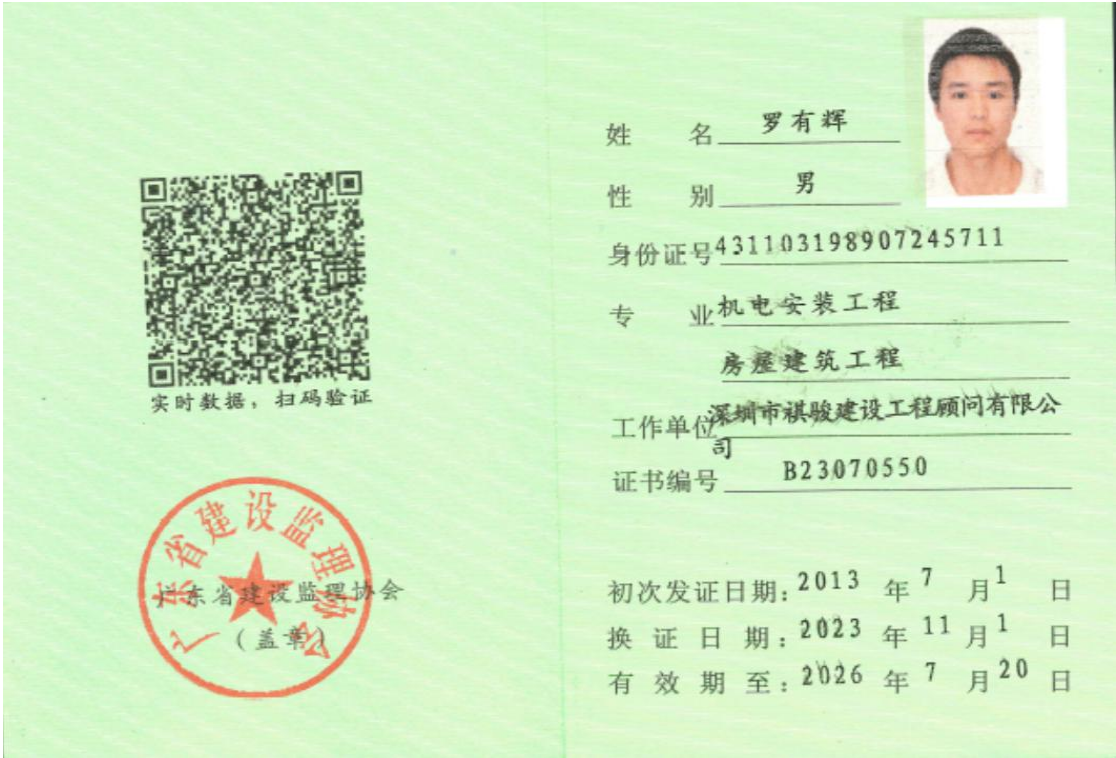 实时数据，扫码验证
广东省建设监理协会
广东省建设监理协会
（盖章）
姓 名 罗有辉
性 别 男
身份证号 431103198907245711
专 业 机电安装工程
房屋建筑工程
工作单位 深圳市祺骏建设工程顾问有限公
司
证书编号 B23070550
初次发证日期：2013 年 7 月 1 日
换证日期：2023 年 11 月 1 日
有效期至：2026 年 7 月 20 日